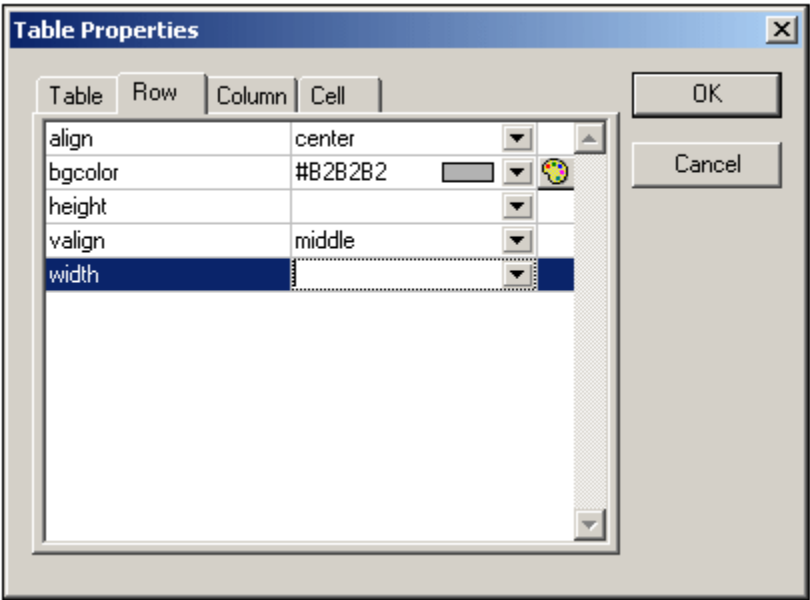 Table Properties
Table Row Column Cell
OK
Cancel
align center
bgcolor #B2B2B2
height
valign middle
width